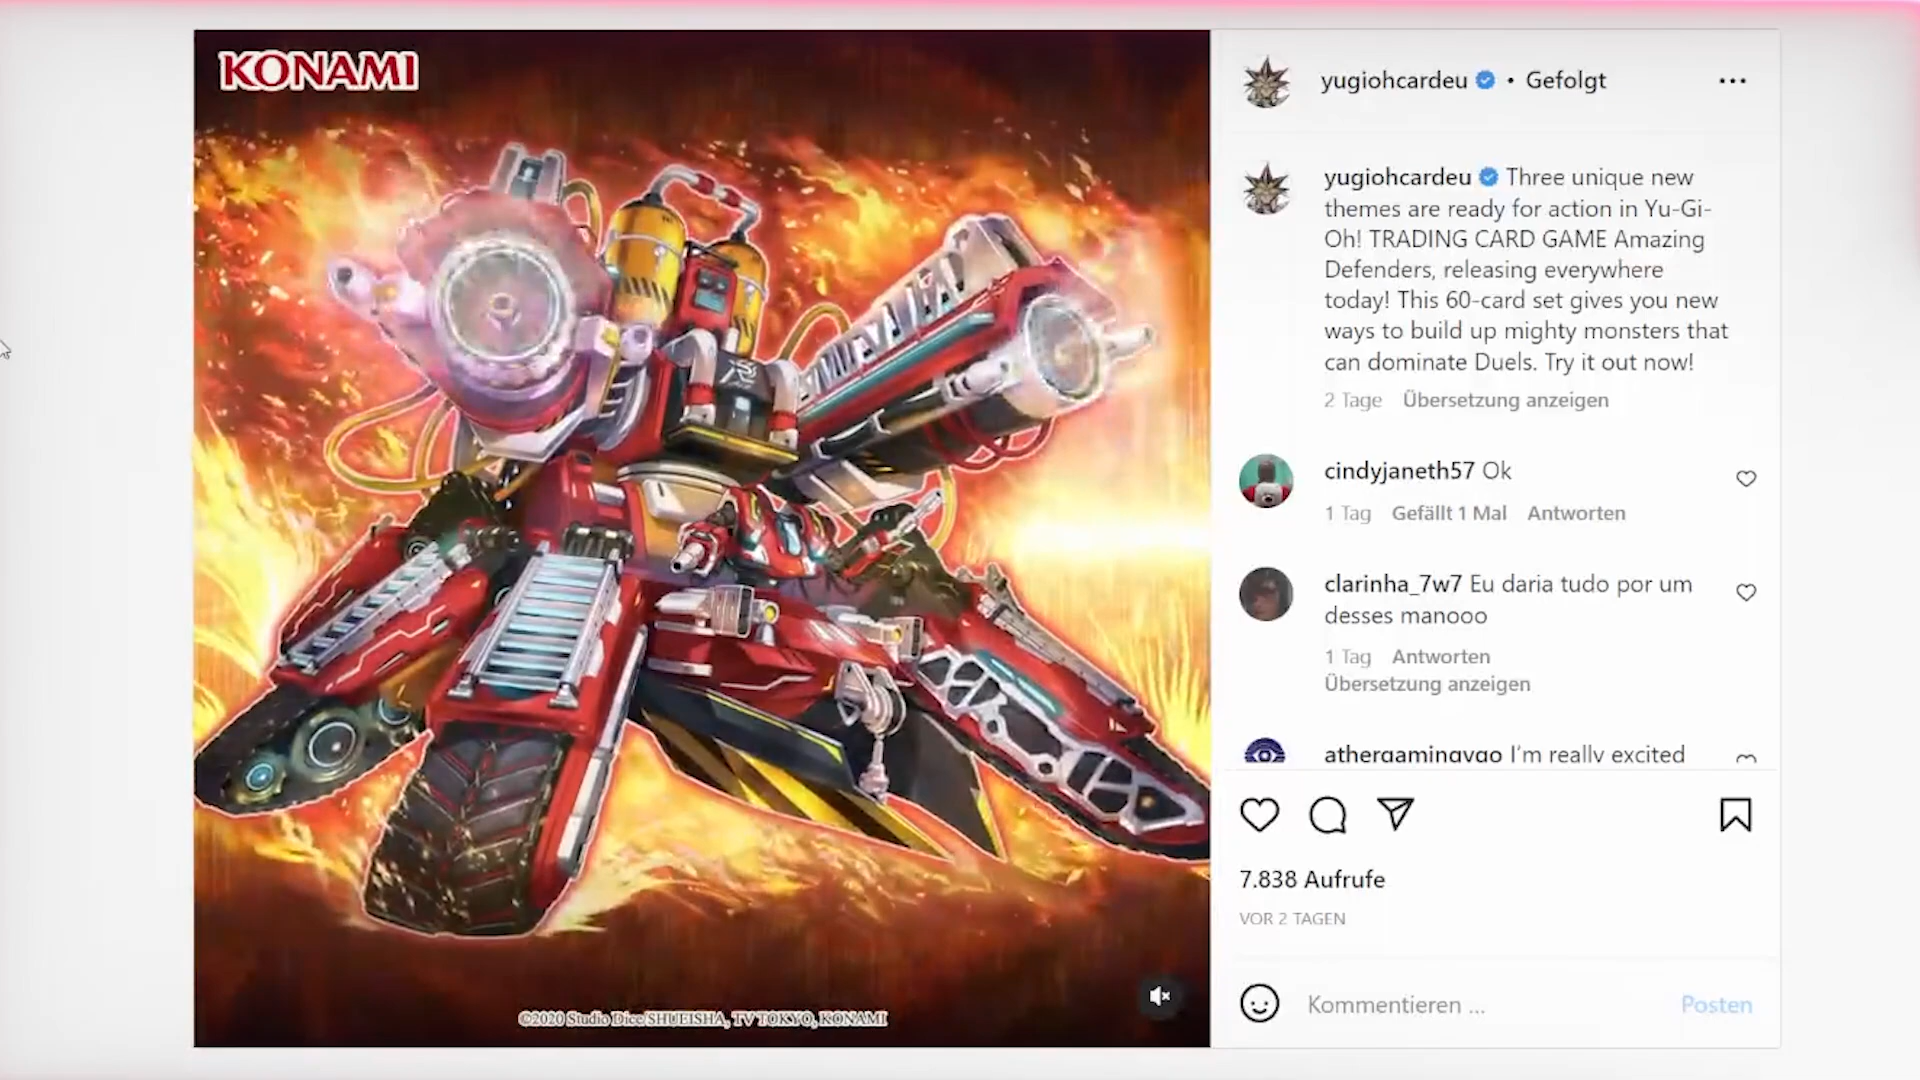 KONAMI
©2020 Studio Dice/SHUEISHA, TV TOKYO, KONAMI
yugiohcardeu • Gefolgt
yugiohcardeu Three unique new
themes are ready for action in Yu-Gi-
Oh! TRADING CARD GAME Amazing
Defenders, releasing everywhere
today! This 60-card set gives you new
ways to build up mighty monsters that
can dominate Duels. Try it out now!
2 Tage Übersetzung anzeigen
cindyjaneth57 Ok
1 Tag Gefällt 1 Mal Antworten
clarinha_7w7 Eu daria tudo por um
desses manooo
1 Tag Antworten
Übersetzung anzeigen
athergamingygo I'm really excited
7.838 Aufrufe
VOR 2 TAGEN
Kommentieren ... Posten